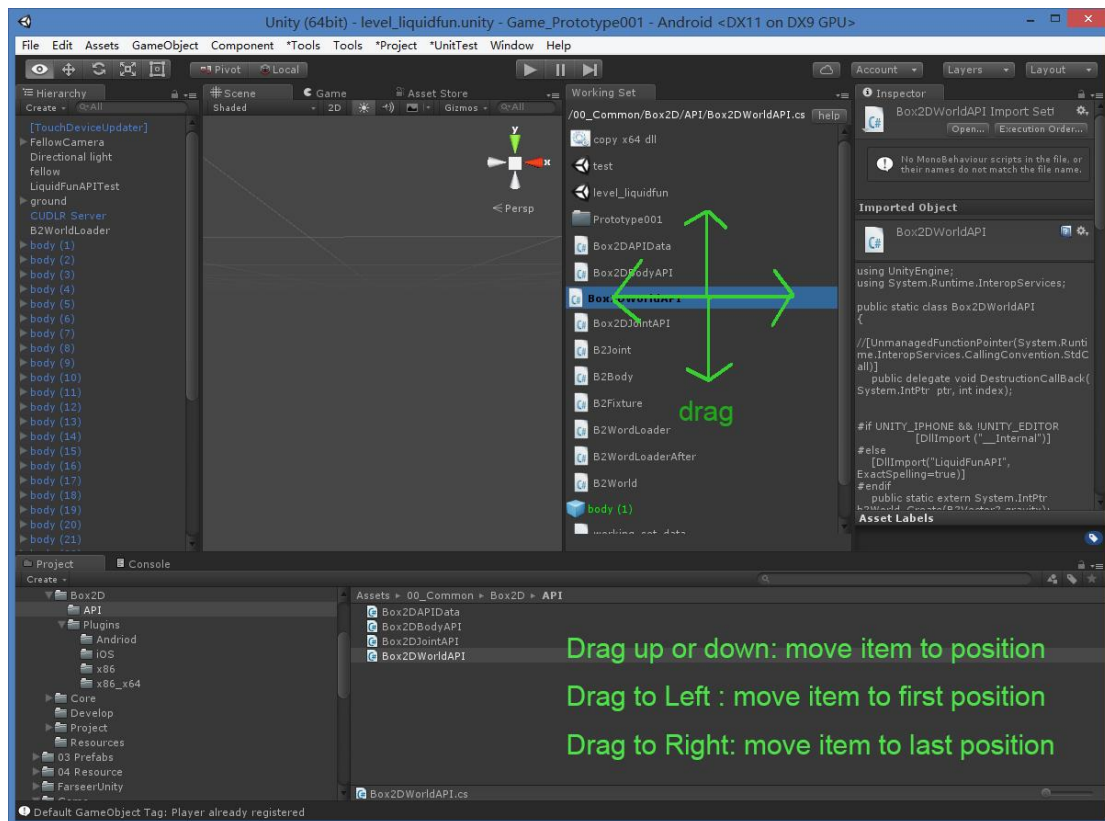 Unity (64bit) - level_liquidfun.unity - Game_Prototype001 - Android <DX11 on DX9 GPU>
File Edit Assets GameObject Component *Tools Tools *Project *UnitTest Window Help
Pivot Local
Account Layers Layout
Hierarchy
Create All
[TouchDeviceUpdater]
FellowCamera
Directional light
fellow
LiquidFunAPITest
ground
CUDLR Server
B2WorldLoader
body (1)
body (2)
body (3)
body (4)
body (5)
body (6)
body (7)
body (8)
body (9)
body (10)
body (11)
body (12)
body (13)
body (14)
body (15)
body (16)
body (17)
body (18)
body (19)
body (20)
body (21)
Scene Game Asset Store
Shaded 2D Gizmos All
y
x
Persp
Working Set
/00_Common/Box2D/API/Box2DWorldAPI.cs help
copy x64 dll
test
level_liquidfun
Prototype001
Box2DAPIData
Box2DBodyAPI
Box2DWorldAPI
Box2DJointAPI
B2Joint
B2Body
B2Fixture
B2WordLoader
B2WordLoaderAfter
B2World
body (1)
working_set_data
drag
Inspector
Box2DWorldAPI Import Setti
Open... Execution Order...
No MonoBehaviour scripts in the file, or
their names do not match the file name.
Imported Object
Box2DWorldAPI
using UnityEngine;
using System.Runtime.InteropServices;
public static class Box2DWorldAPI
{
//[UnmanagedFunctionPointer(System.Runti
me.InteropServices.CallingConvention.StdC
all)]
public delegate void DestructionCallBack(
System.IntPtr ptr, int index);
#if UNITY_IPHONE && !UNITY_EDITOR
[DllImport ("__Internal")]
#else
[DllImport("LiquidFunAPI",
ExactSpelling=true)]
#endif
public static extern System.IntPtr
b2World_Create(B2Vector2 gravity);
Asset Labels
Project Console
Create
Box2D
API
Plugins
Andriod
iOS
x86
x86_x64
Core
Develop
Project
Resources
03 Prefabs
04 Resource
FarseerUnity
Game
Assets 00_Common Box2D API
Box2DAPIData
Box2DBodyAPI
Box2DJointAPI
Box2DWorldAPI
Drag up or down: move item to position
Drag to Left : move item to first position
Drag to Right: move item to last position
Box2DWorldAPI.cs
Default GameObject Tag: Player already registered